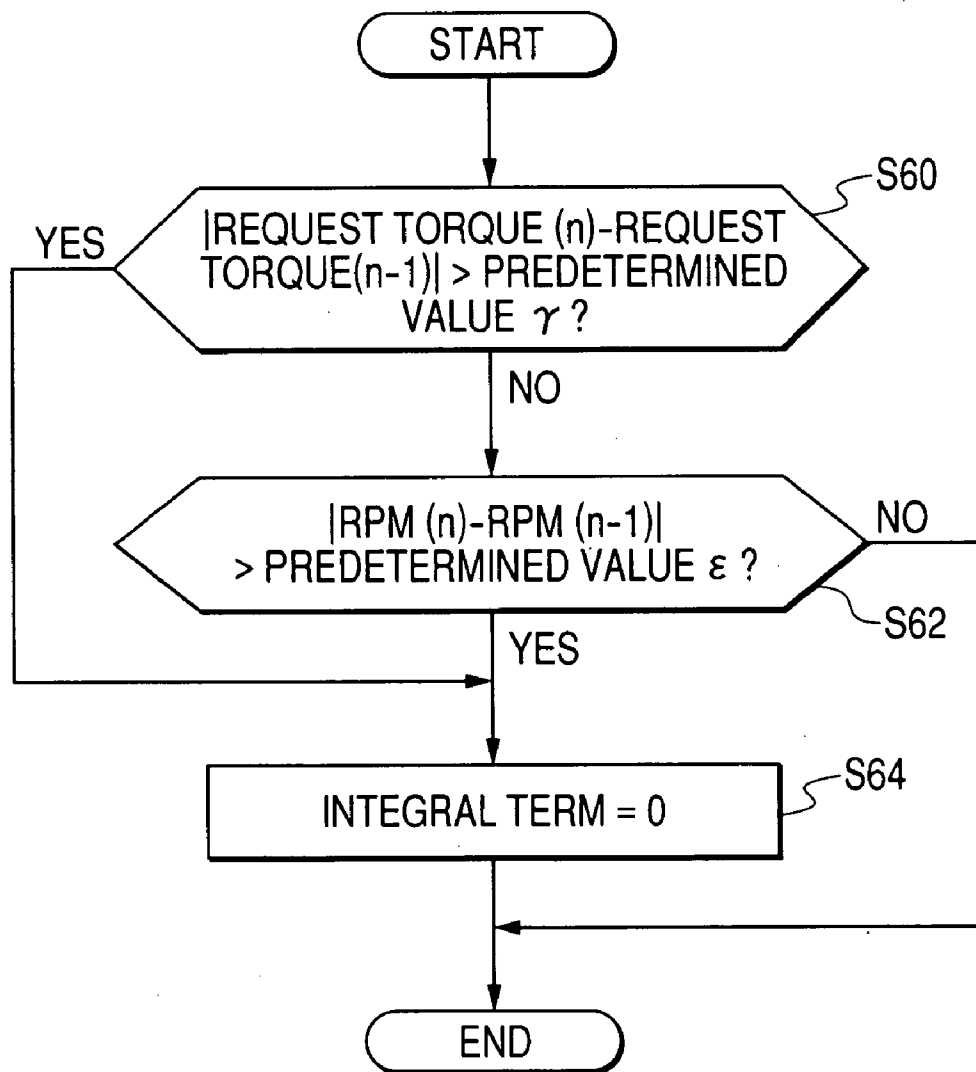 START
S60
YES
|REQUEST TORQUE (n)-REQUEST
TORQUE(n-1)| > PREDETERMINED
VALUE γ ?
NO
|RPM (n)-RPM (n-1)|
> PREDETERMINED VALUE ε ?
NO
S62
YES
S64
INTEGRAL TERM = 0
END